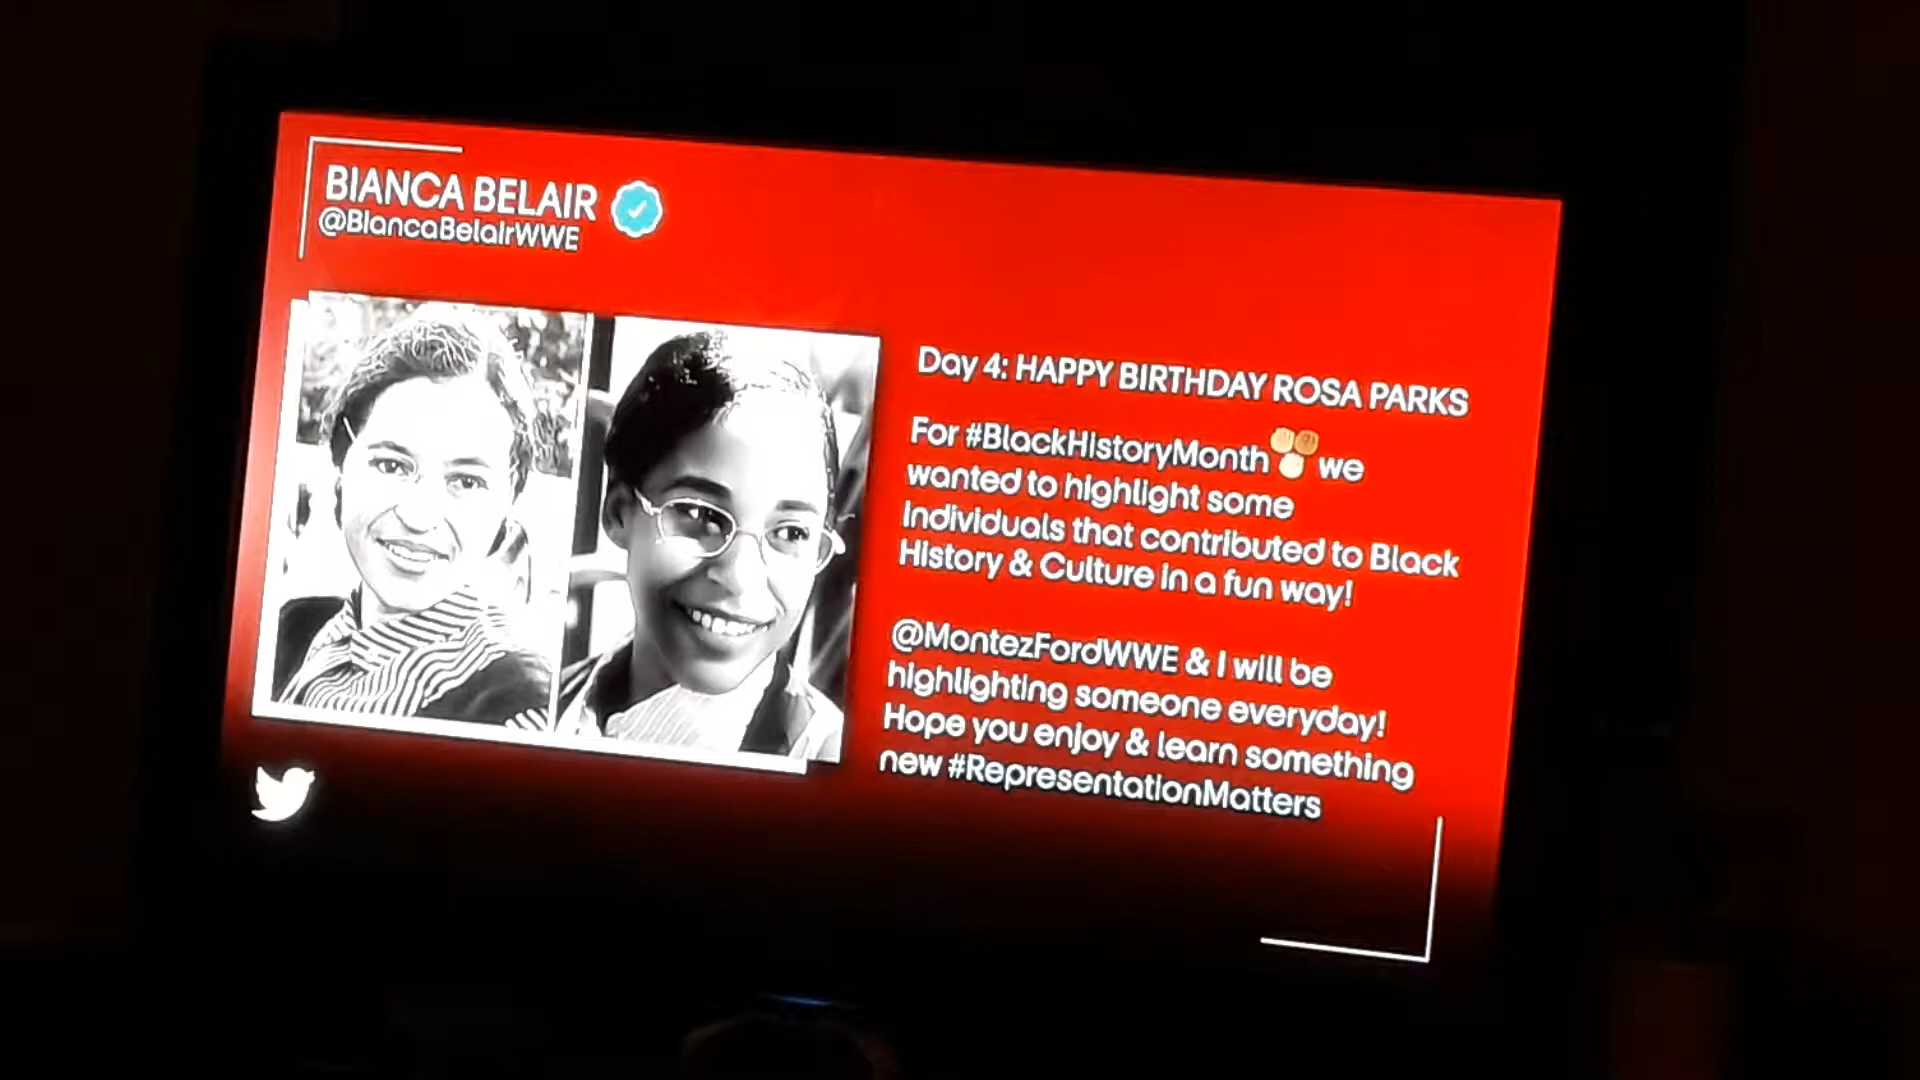 BIANCA BELAIR
@BiancaBelairWWE
Day 4: HAPPY BIRTHDAY ROSA PARKS
For #BlackHistoryMonth we
wanted to highlight some
individuals that contributed to Black
History & Culture in a fun way!
@MontezFordWWE & I will be
highlighting someone everyday!
Hope you enjoy & learn something
new #RepresentationMatters